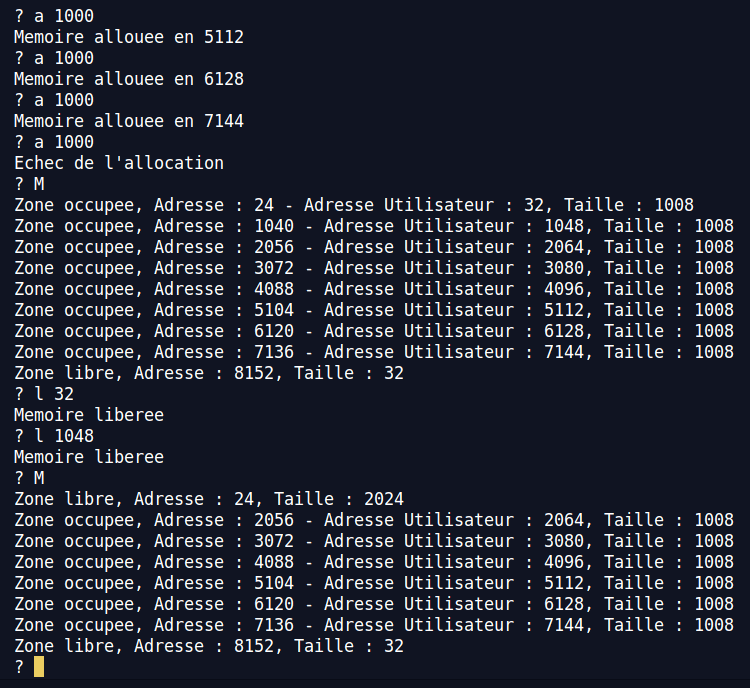 ? a 1000
Memoire allouee en 5112
? a 1000
Memoire allouee en 6128
? a 1000
Memoire allouee en 7144
? a 1000
Echec de l'allocation
? M
Zone occupee, Adresse : 24 - Adresse Utilisateur : 32, Taille : 1008
Zone occupee, Adresse : 1040 - Adresse Utilisateur : 1048, Taille : 1008
Zone occupee, Adresse : 2056 - Adresse Utilisateur : 2064, Taille : 1008
Zone occupee, Adresse : 3072 - Adresse Utilisateur : 3080, Taille : 1008
Zone occupee, Adresse : 4088 - Adresse Utilisateur : 4096, Taille : 1008
Zone occupee, Adresse : 5104 - Adresse Utilisateur : 5112, Taille : 1008
Zone occupee, Adresse : 6120 - Adresse Utilisateur : 6128, Taille : 1008
Zone occupee, Adresse : 7136 - Adresse Utilisateur : 7144, Taille : 1008
Zone libre, Adresse : 8152, Taille : 32
? l 32
Memoire liberee
? l 1048
Memoire liberee
? M
Zone libre, Adresse : 24, Taille : 2024
Zone occupee, Adresse : 2056 - Adresse Utilisateur : 2064, Taille : 1008
Zone occupee, Adresse : 3072 - Adresse Utilisateur : 3080, Taille : 1008
Zone occupee, Adresse : 4088 - Adresse Utilisateur : 4096, Taille : 1008
Zone occupee, Adresse : 5104 - Adresse Utilisateur : 5112, Taille : 1008
Zone occupee, Adresse : 6120 - Adresse Utilisateur : 6128, Taille : 1008
Zone occupee, Adresse : 7136 - Adresse Utilisateur : 7144, Taille : 1008
Zone libre, Adresse : 8152, Taille : 32
?